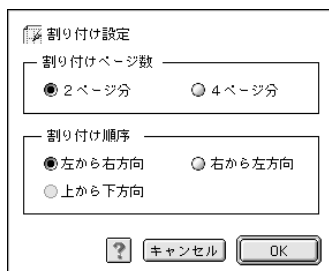 割り付け設定
割り付けページ数
2ページ分 4ページ分
割り付け順序
左から右方向 右から左方向
上から下方向
? キャンセル OK